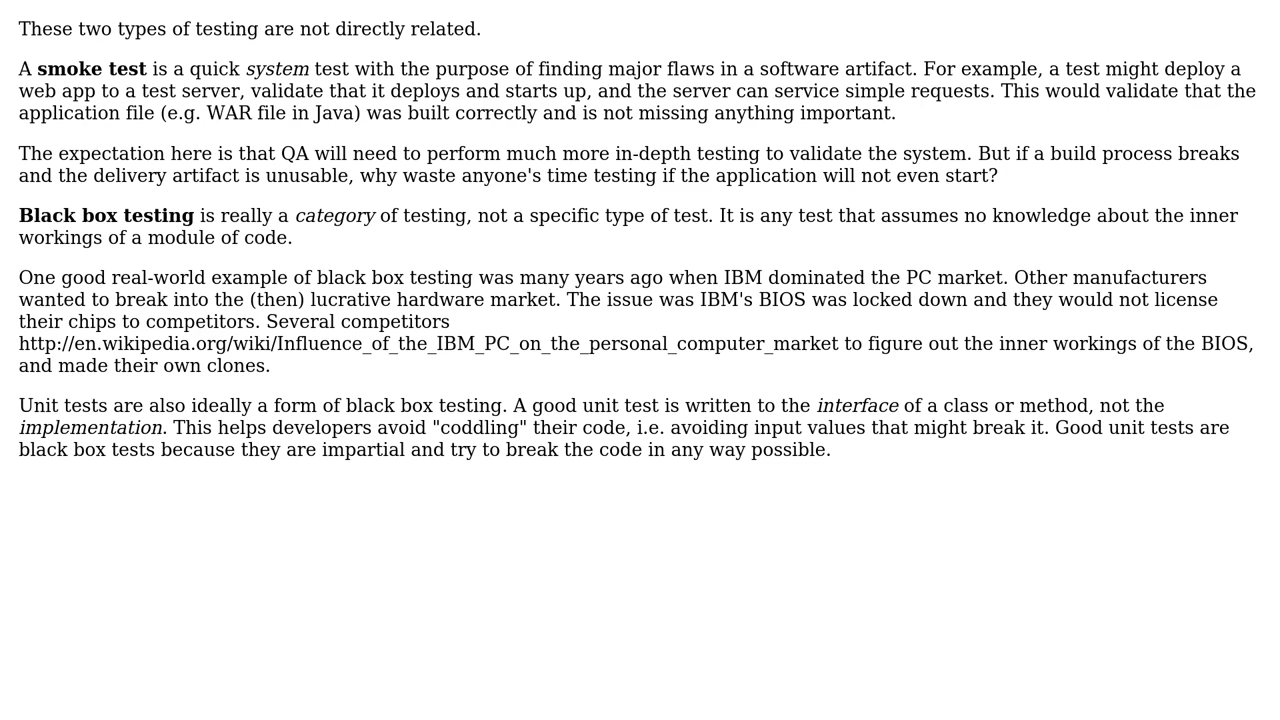 These two types of testing are not directly related.
A smoke test is a quick system test with the purpose of finding major flaws in a software artifact. For example, a test might deploy a
web app to a test server, validate that it deploys and starts up, and the server can service simple requests. This would validate that the
application file (e.g. WAR file in Java) was built correctly and is not missing anything important.
The expectation here is that QA will need to perform much more in-depth testing to validate the system. But if a build process breaks
and the delivery artifact is unusable, why waste anyone's time testing if the application will not even start?
Black box testing is really a category of testing, not a specific type of test. It is any test that assumes no knowledge about the inner
workings of a module of code.
One good real-world example of black box testing was many years ago when IBM dominated the PC market. Other manufacturers
wanted to break into the (then) lucrative hardware market. The issue was IBM's BIOS was locked down and they would not license
their chips to competitors. Several competitors
http://en.wikipedia.org/wiki/Influence_of_the_IBM_PC_on_the_personal_computer_market to figure out the inner workings of the BIOS,
and made their own clones.
Unit tests are also ideally a form of black box testing. A good unit test is written to the interface of a class or method, not the
implementation. This helps developers avoid "coddling" their code, i.e. avoiding input values that might break it. Good unit tests are
black box tests because they are impartial and try to break the code in any way possible.